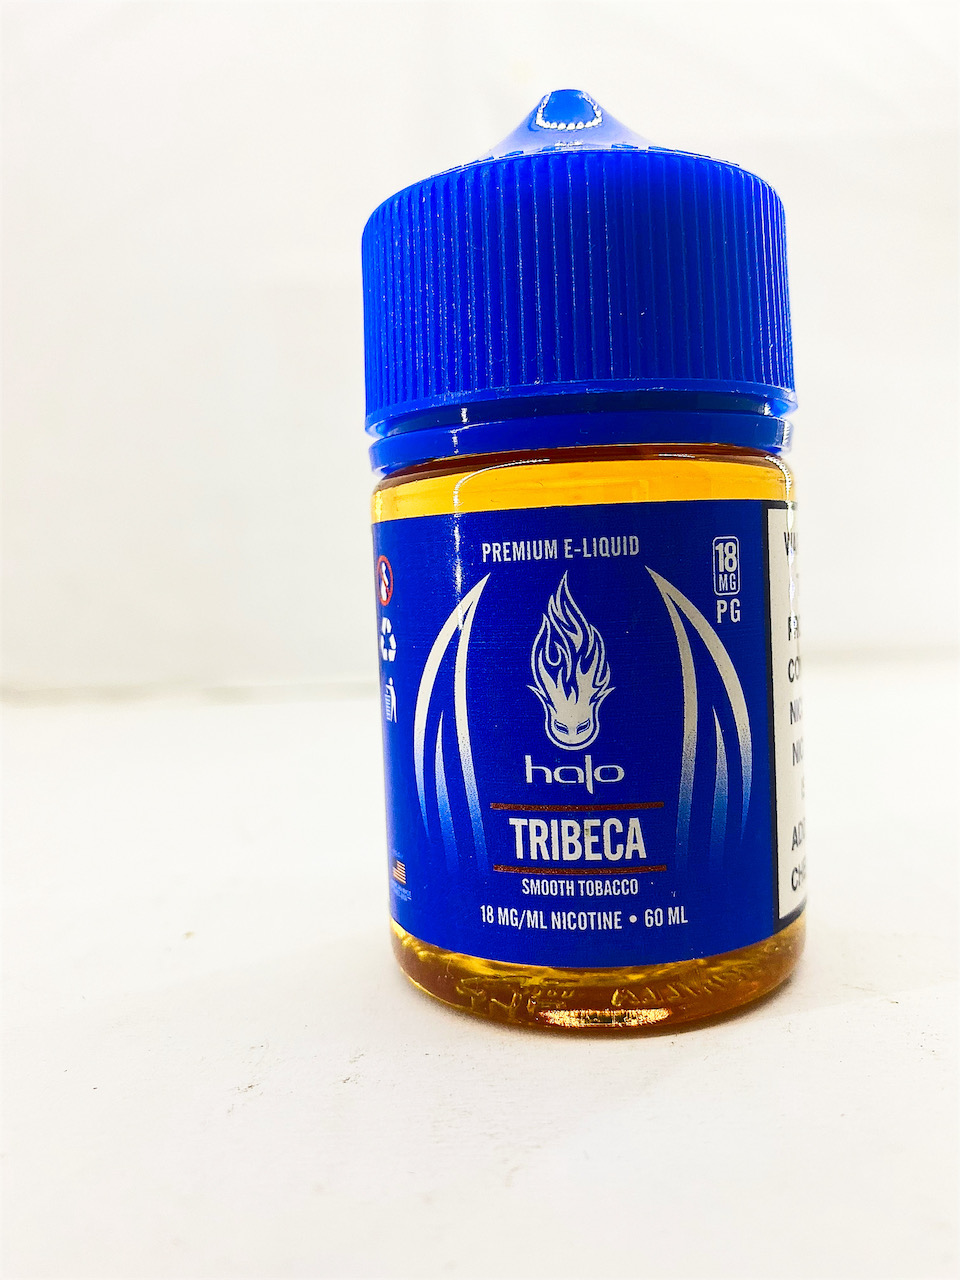 PREMIUM E-LIQUID
18
MG
PG
halo
TRIBECA
SMOOTH TOBACCO
18 MG/ML NICOTINE • 60 ML